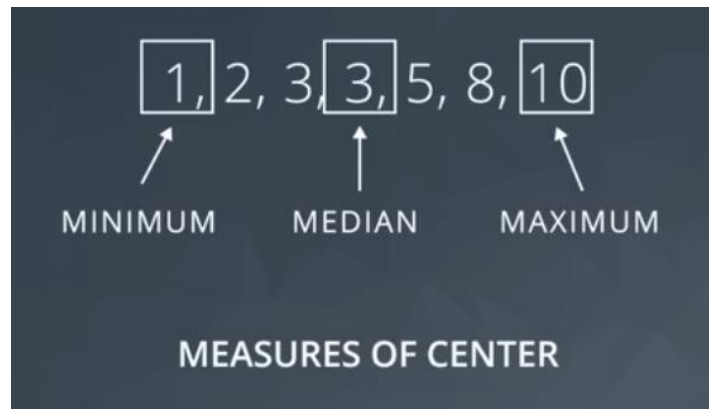 1, 2, 3, 3, 5, 8, 10
MINIMUM MEDIAN MAXIMUM
MEASURES OF CENTER